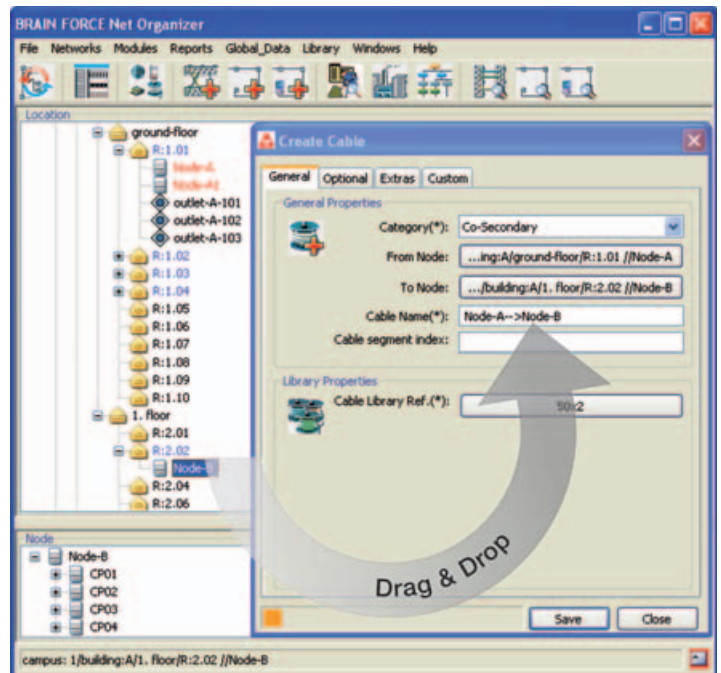 BRAIN FORCE Net Organizer
File Networks Modules Reports Global_Data Library Windows Help
Location
ground-floor
R:1.01
Node-A
Node-A1
outlet-A-101
outlet-A-102
outlet-A-103
R:1.02
R:1.03
R:1.04
R:1.05
R:1.06
R:1.07
R:1.08
R:1.09
R:1.10
1. floor
R:2.01
R:2.02
Node-B
R:2.04
R:2.06
Create Cable
General Optional Extras Custom
General Properties
Category(*): Co-Secondary
From Node: ...ing:A/ground-floor/R:1.01 //Node-A
To Node: .../building:A/1. floor/R:2.02 //Node-B
Cable Name(*): Node-A-->Node-B
Cable segment index:
Library Properties
Cable Library Ref.(*): 50x2
Drag & Drop
Save Close
Node
Node-B
CP01
CP02
CP03
CP04
campus: 1/building:A/1. floor/R:2.02 //Node-B